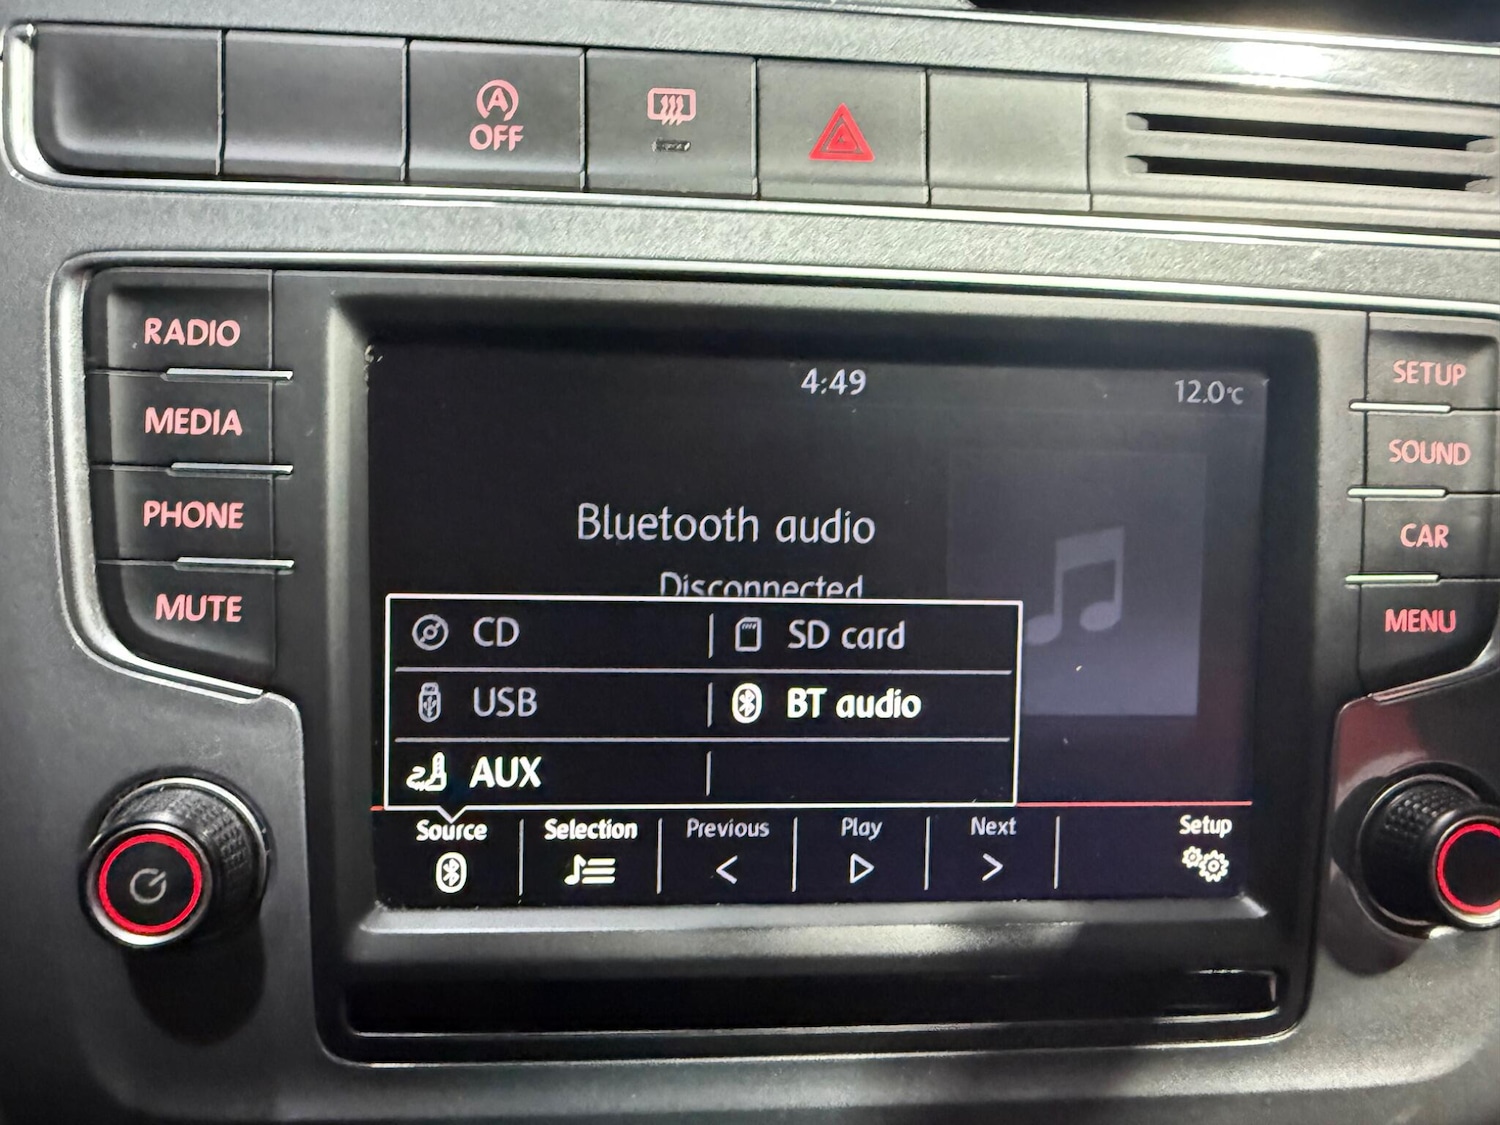 A
OFF
RADIO
MEDIA
PHONE
MUTE
4:49
12.0°C
Bluetooth audio
Disconnected
CD
SD card
USB
BT audio
AUX
Source
Selection
Previous
Play
Next
Setup
SETUP
SOUND
CAR
MENU